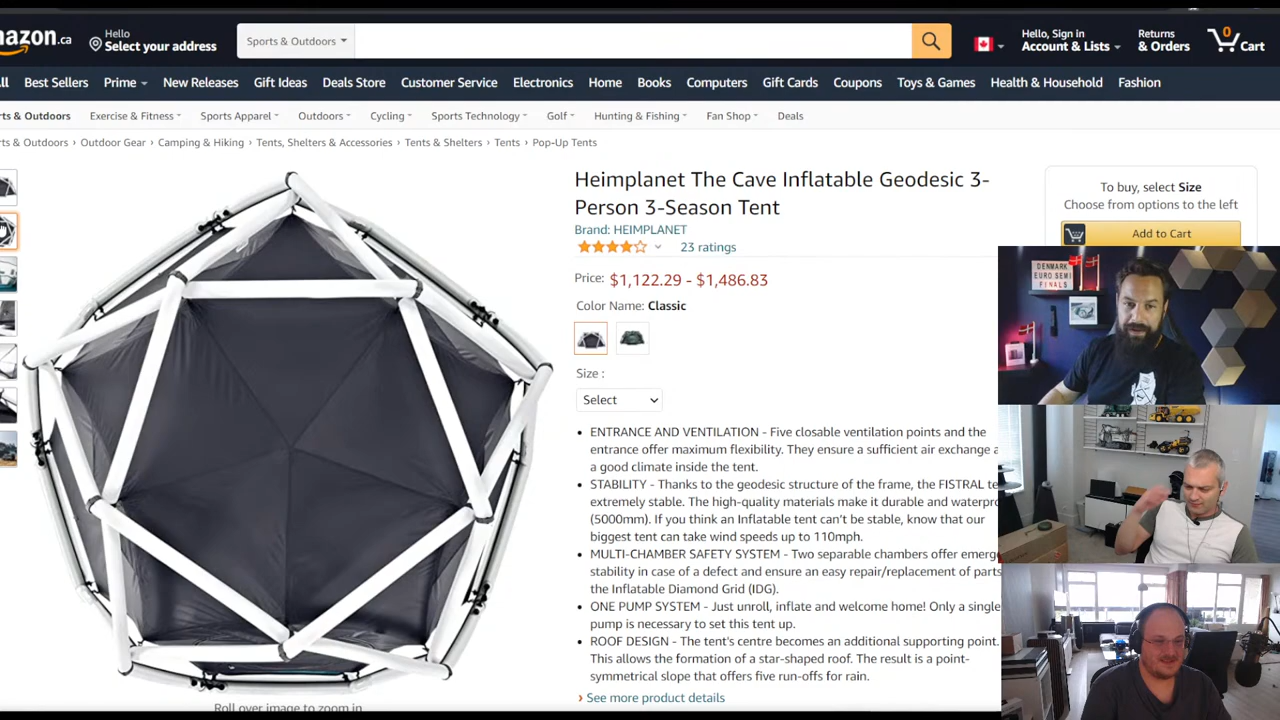 mazon.ca
Hello
Select your address
Sports & Outdoors
Hello, Sign in
Account & Lists
Returns
& Orders
0
Cart
ll Best Sellers Prime New Releases Gift Ideas Deals Store Customer Service Electronics Home Books Computers Gift Cards Coupons Toys & Games Health & Household Fashion
rts & Outdoors Exercise & Fitness Sports Apparel Outdoors Cycling Sports Technology Golf Hunting & Fishing Fan Shop Deals
rts & Outdoors › Outdoor Gear › Camping & Hiking › Tents, Shelters & Accessories › Tents & Shelters › Tents › Pop-Up Tents
Heimplanet The Cave Inflatable Geodesic 3-
Person 3-Season Tent
Brand: HEIMPLANET
23 ratings
Price: $1,122.29 - $1,486.83
Color Name: Classic
Size :
Select
• ENTRANCE AND VENTILATION - Five closable ventilation points and the
entrance offer maximum flexibility. They ensure a sufficient air exchange a
a good climate inside the tent.
• STABILITY - Thanks to the geodesic structure of the frame, the FISTRAL te
extremely stable. The high-quality materials make it durable and waterpro
(5000mm). If you think an Inflatable tent can't be stable, know that our
biggest tent can take wind speeds up to 110mph.
• MULTI-CHAMBER SAFETY SYSTEM - Two separable chambers offer emerg
stability in case of a defect and ensure an easy repair/replacement of parts
the Inflatable Diamond Grid (IDG).
• ONE PUMP SYSTEM - Just unroll, inflate and welcome home! Only a single
pump is necessary to set this tent up.
• ROOF DESIGN - The tent's centre becomes an additional supporting point.
This allows the formation of a star-shaped roof. The result is a point-
symmetrical slope that offers five run-offs for rain.
› See more product details
Roll over image to zoom in
To buy, select Size
Choose from options to the left
Add to Cart
DENMARK
EURO SEMI
FINALS